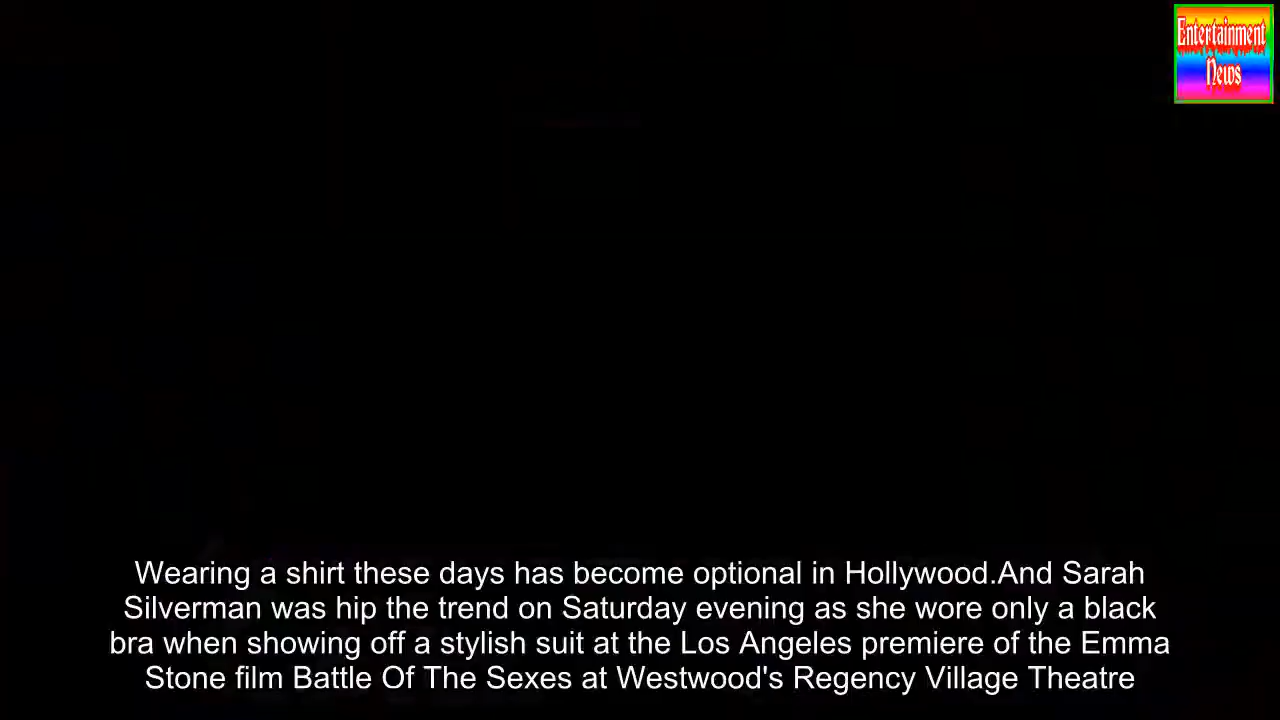 Entertainment
News
Wearing a shirt these days has become optional in Hollywood.And Sarah
Silverman was hip the trend on Saturday evening as she wore only a black
bra when showing off a stylish suit at the Los Angeles premiere of the Emma
Stone film Battle Of The Sexes at Westwood's Regency Village Theatre